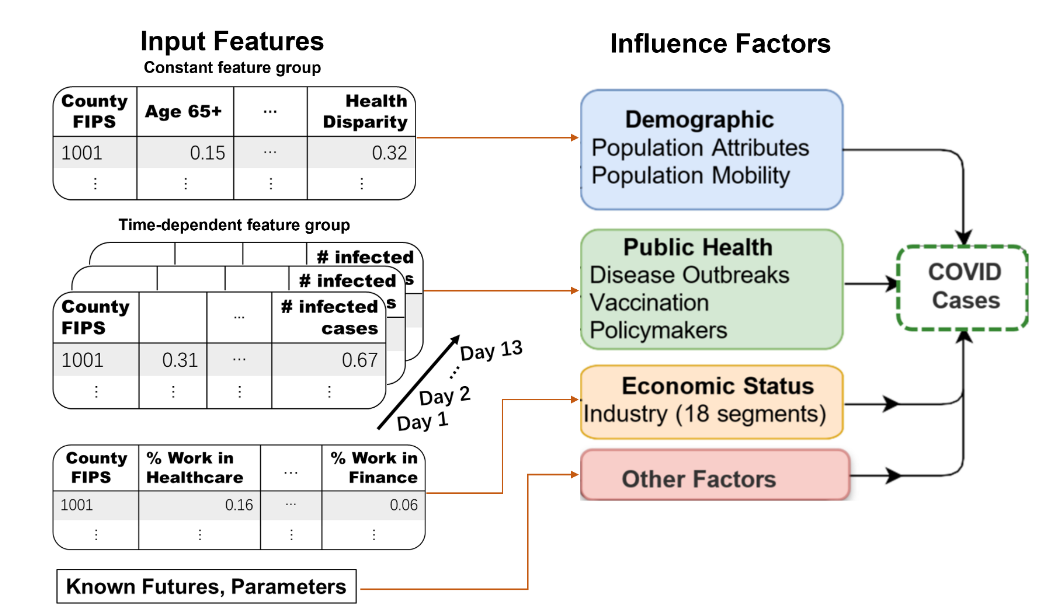 Input Features
Constant feature group
County FIPS
Age 65+
...
Health Disparity
1001
0.15
...
0.32
⋮
⋮
⋮
⋮
Time-dependent feature group
# infected
s
# infected
s
County FIPS
...
# infected cases
1001
0.31
...
0.67
⋮
⋮
⋮
⋮
Day 1
Day 2
...
Day 13
County FIPS
% Work in Healthcare
...
% Work in Finance
1001
0.16
...
0.06
⋮
⋮
⋮
⋮
Known Futures, Parameters
Influence Factors
Demographic
Population Attributes
Population Mobility
Public Health
Disease Outbreaks
Vaccination
Policymakers
Economic Status
Industry (18 segments)
Other Factors
COVID
Cases